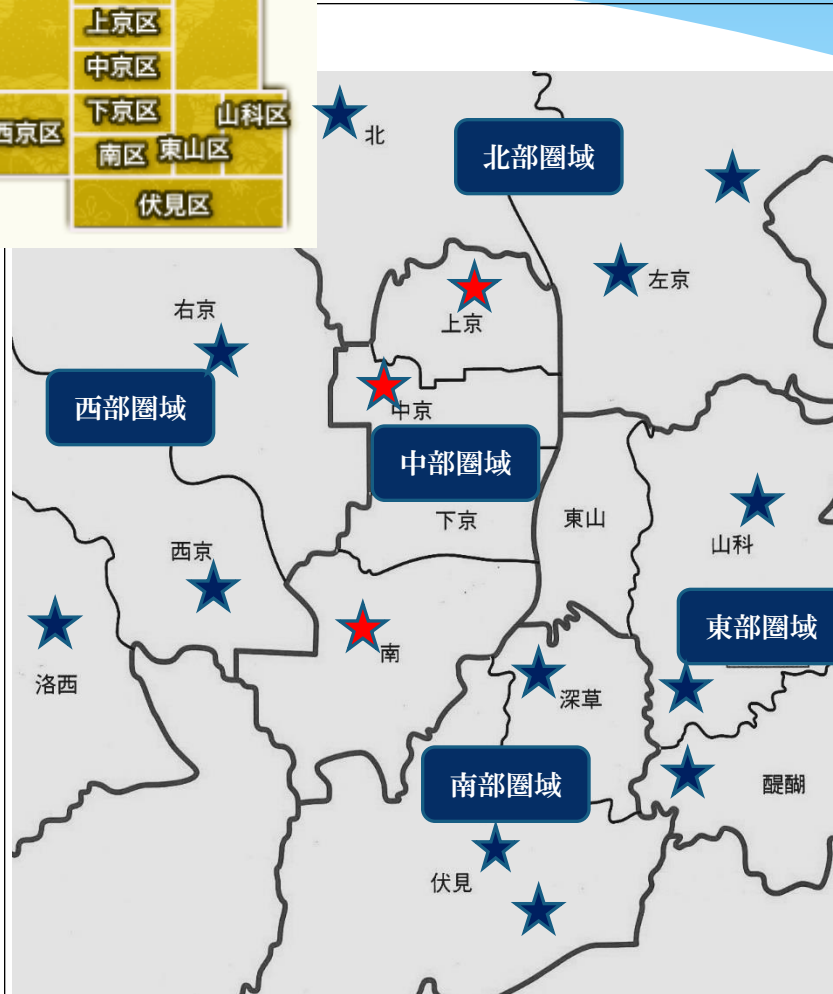 上京区
中京区
下京区
山科区
西京区
南区
東山区
伏見区
北
北部圏域
左京
右京
上京
西部圏域
中京
中部圏域
下京
東山
山科
西京
東部圏域
南
洛西
深草
南部圏域
醍醐
伏見